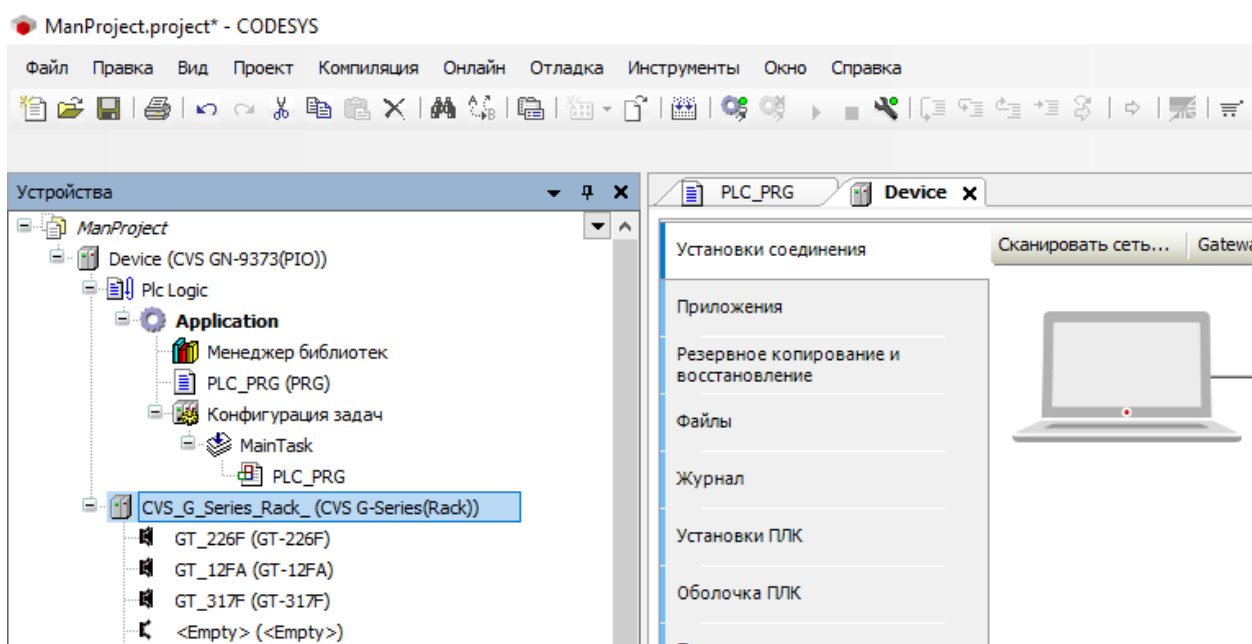 ManProject.project* - CODESYS
Файл Правка Вид Проект Компиляция Онлайн Отладка Инструменты Окно Справка
Устройства
PLC_PRG Device
ManProject
Device (CVS GN-9373(PIO))
Plc Logic
Application
Менеджер библиотек
PLC_PRG (PRG)
Конфигурация задач
MainTask
PLC_PRG
CVS_G_Series_Rack_ (CVS G-Series(Rack))
GT_226F (GT-226F)
GT_12FA (GT-12FA)
GT_317F (GT-317F)
<Empty> (<Empty>)
Установки соединения
Сканировать сеть... Gatewa
Приложения
Резервное копирование и
восстановление
Файлы
Журнал
Установки ПЛК
Оболочка ПЛК